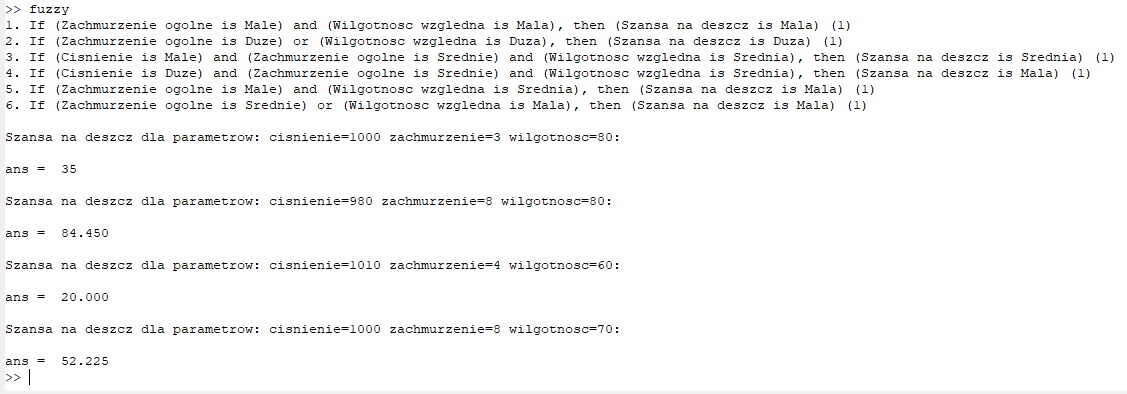 >> fuzzy
1. If (Zachmurzenie ogolne is Male) and (Wilgotnosc wzgledna is Mala), then (Szansa na deszcz is Mala) (1)
2. If (Zachmurzenie ogolne is Duze) or (Wilgotnosc wzgledna is Duza), then (Szansa na deszcz is Duza) (1)
3. If (Cisnienie is Male) and (Zachmurzenie ogolne is Srednie) and (Wilgotnosc wzgledna is Srednia), then (Szansa na deszcz is Srednia) (1)
4. If (Cisnienie is Duze) and (Zachmurzenie ogolne is Srednie) and (Wilgotnosc wzgledna is Srednia), then (Szansa na deszcz is Mala) (1)
5. If (Zachmurzenie ogolne is Male) and (Wilgotnosc wzgledna is Srednia), then (Szansa na deszcz is Mala) (1)
6. If (Zachmurzenie ogolne is Srednie) or (Wilgotnosc wzgledna is Mala), then (Szansa na deszcz is Mala) (1)
Szansa na deszcz dla parametrow: cisnienie=1000 zachmurzenie=3 wilgotnosc=80:
ans = 35
Szansa na deszcz dla parametrow: cisnienie=980 zachmurzenie=8 wilgotnosc=80:
ans = 84.450
Szansa na deszcz dla parametrow: cisnienie=1010 zachmurzenie=4 wilgotnosc=60:
ans = 20.000
Szansa na deszcz dla parametrow: cisnienie=1000 zachmurzenie=8 wilgotnosc=70:
ans = 52.225
>>